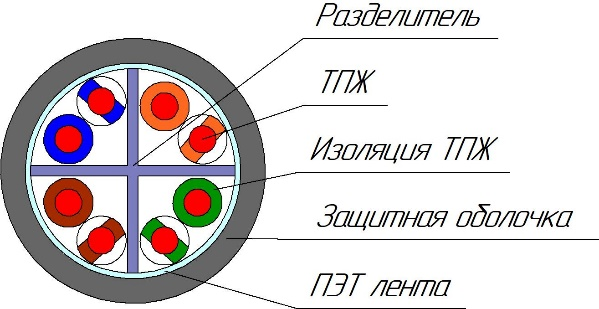 Разделитель
ТПЖ
Изоляция ТПЖ
Защитная оболочка
ПЭТ лента